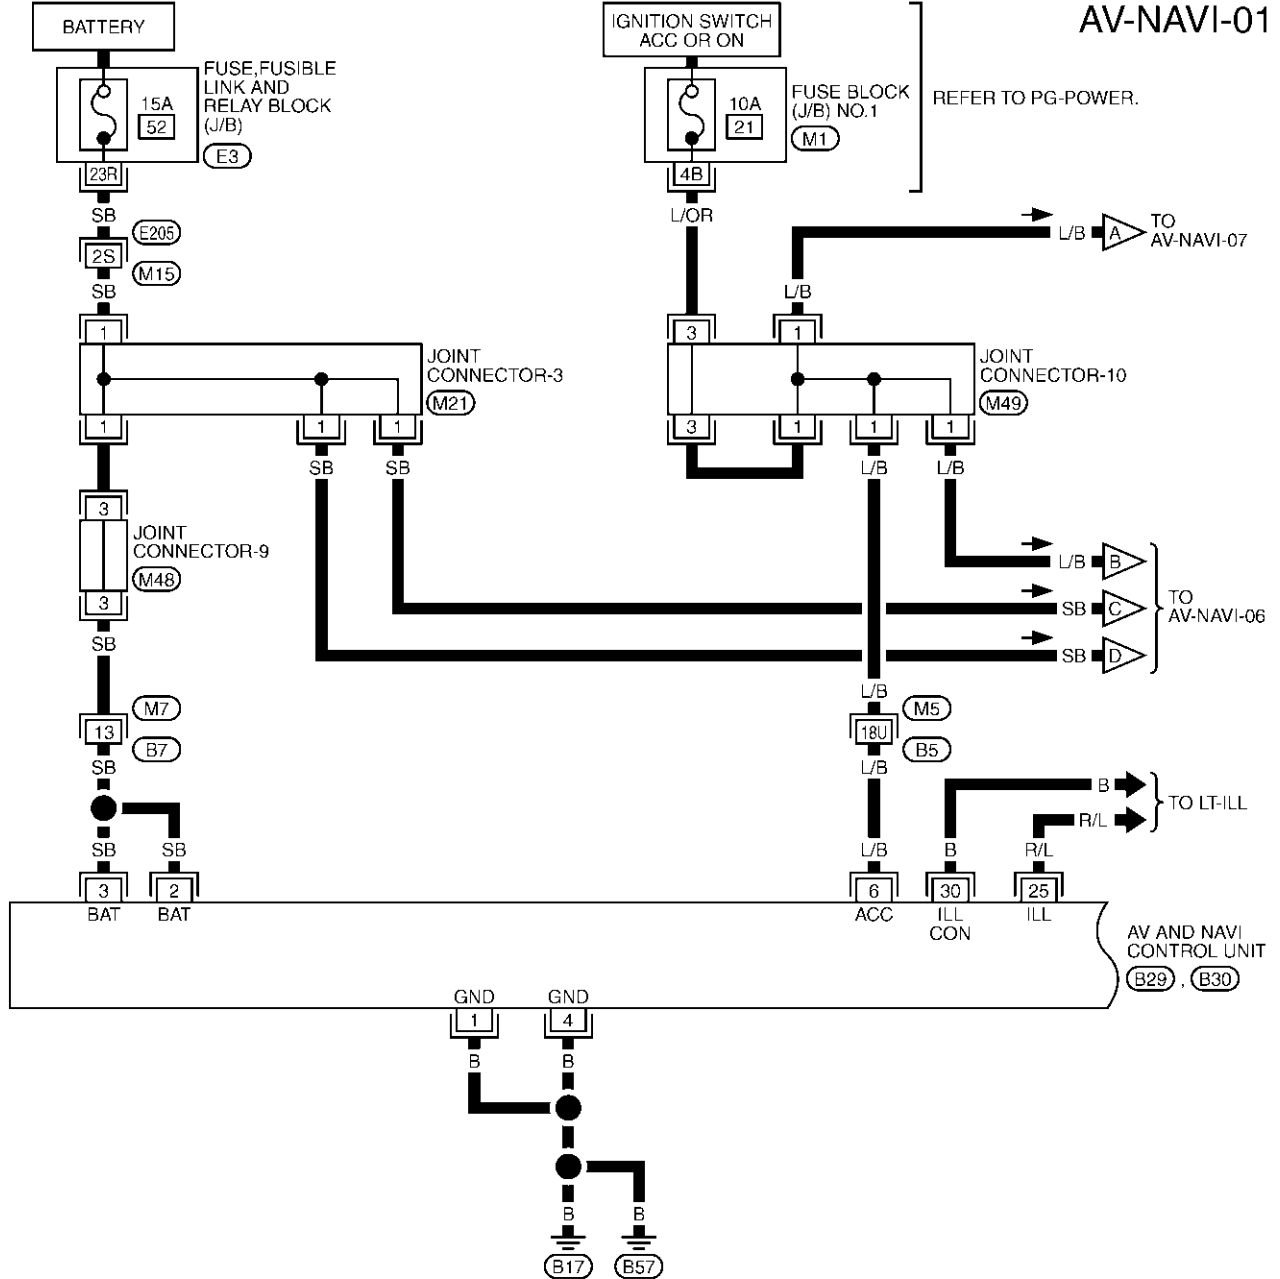 AV-NAVI-01
BATTERY
IGNITION SWITCH
ACC OR ON
FUSE,FUSIBLE
LINK AND
RELAY BLOCK
(J/B)
E3
15A
52
23R
10A
21
4B
FUSE BLOCK
(J/B) NO.1
M1
REFER TO PG-POWER.
SB
E205
2S
M15
SB
L/OR
L/B
A
TO
AV-NAVI-07
L/B
1
3
1
JOINT
CONNECTOR-3
M21
JOINT
CONNECTOR-10
M49
1
1
1
3
1
1
1
SB
SB
L/B
L/B
3
JOINT
CONNECTOR-9
M48
3
SB
L/B
B
SB
C
SB
D
TO
AV-NAVI-06
L/B
M7
13
B7
SB
M5
18U
B5
L/B
B
R/L
TO LT-ILL
SB
SB
L/B
B
R/L
3
2
6
30
25
BAT
BAT
ACC
ILL
CON
ILL
AV AND NAVI
CONTROL UNIT
B29 , B30
GND
GND
1
4
B
B
B
B
B17
B57